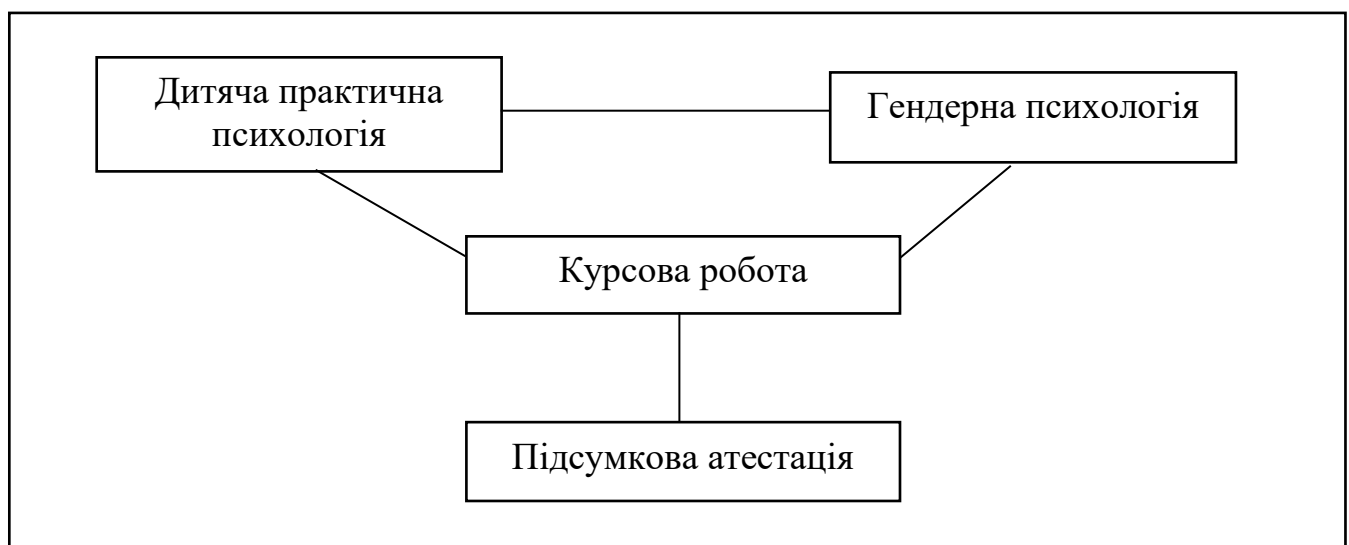 Дитяча практична
психологія
Гендерна психологія
Курсова робота
Підсумкова атестація